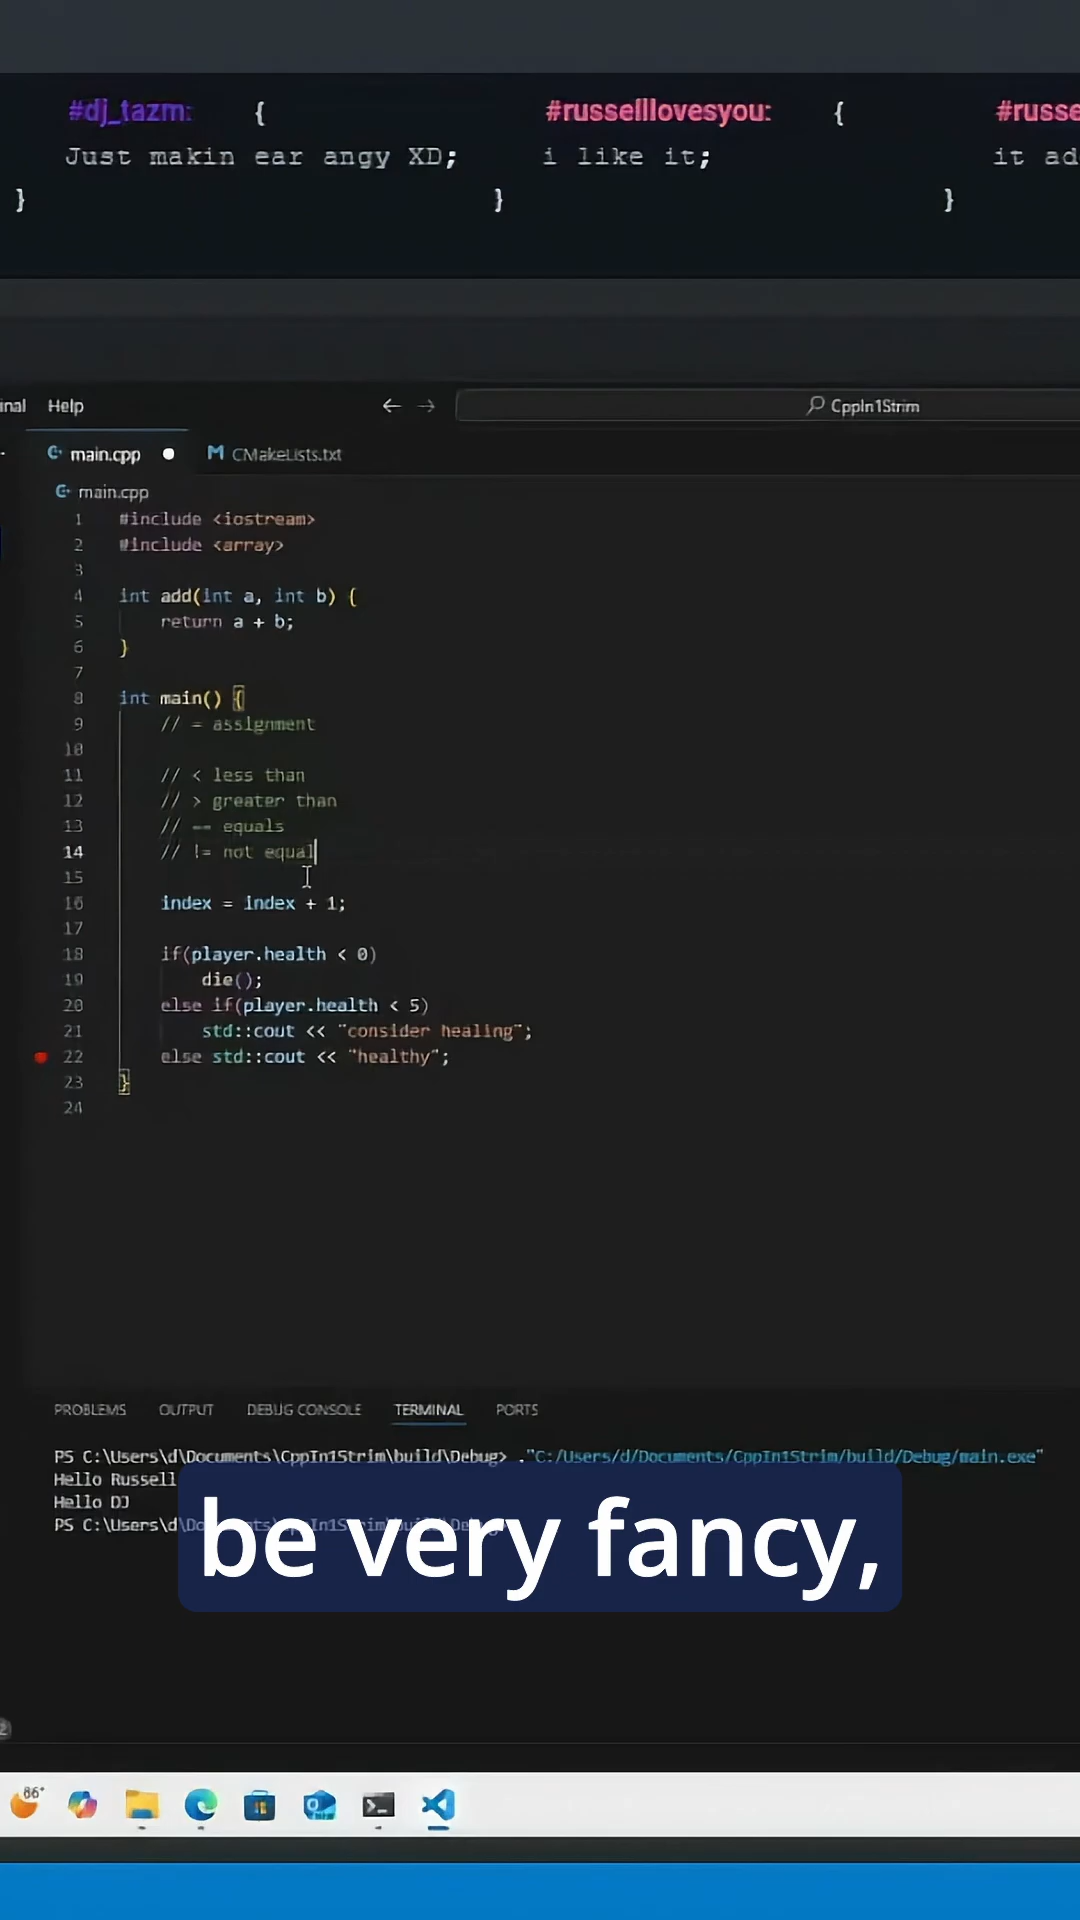 #dj_tazm: {
Just makin ear angy XD;
}
#russelllovesyou: {
i like it;
}
#russe
it ad
}
inal Help
CppIn1Strim
main.cpp
CMakeLists.txt
main.cpp
1 #include <iostream>
2 #include <array>
3
4 int add(int a, int b) {
5 return a + b;
6 }
7
8 int main() {
9 // = assignment
10
11 // < less than
12 // > greater than
13 // == equals
14 // != not equal
15
16 index = index + 1;
17
18 if(player.health < 0)
19 die();
20 else if(player.health < 5)
21 std::cout << "consider healing";
22 else std::cout << "healthy";
23 }
24
PROBLEMS OUTPUT DEBUG CONSOLE TERMINAL PORTS
PS C:\Users\d\Documents\CppIn1Strim\build\Debug> ."C:/Users/d/Documents/CppIn1Strim/build/Debug/main.exe"
Hello Russell
Hello DJ
PS C:\Users\d\Documents\CppIn1Strim\build\Debug
be very fancy,
86°